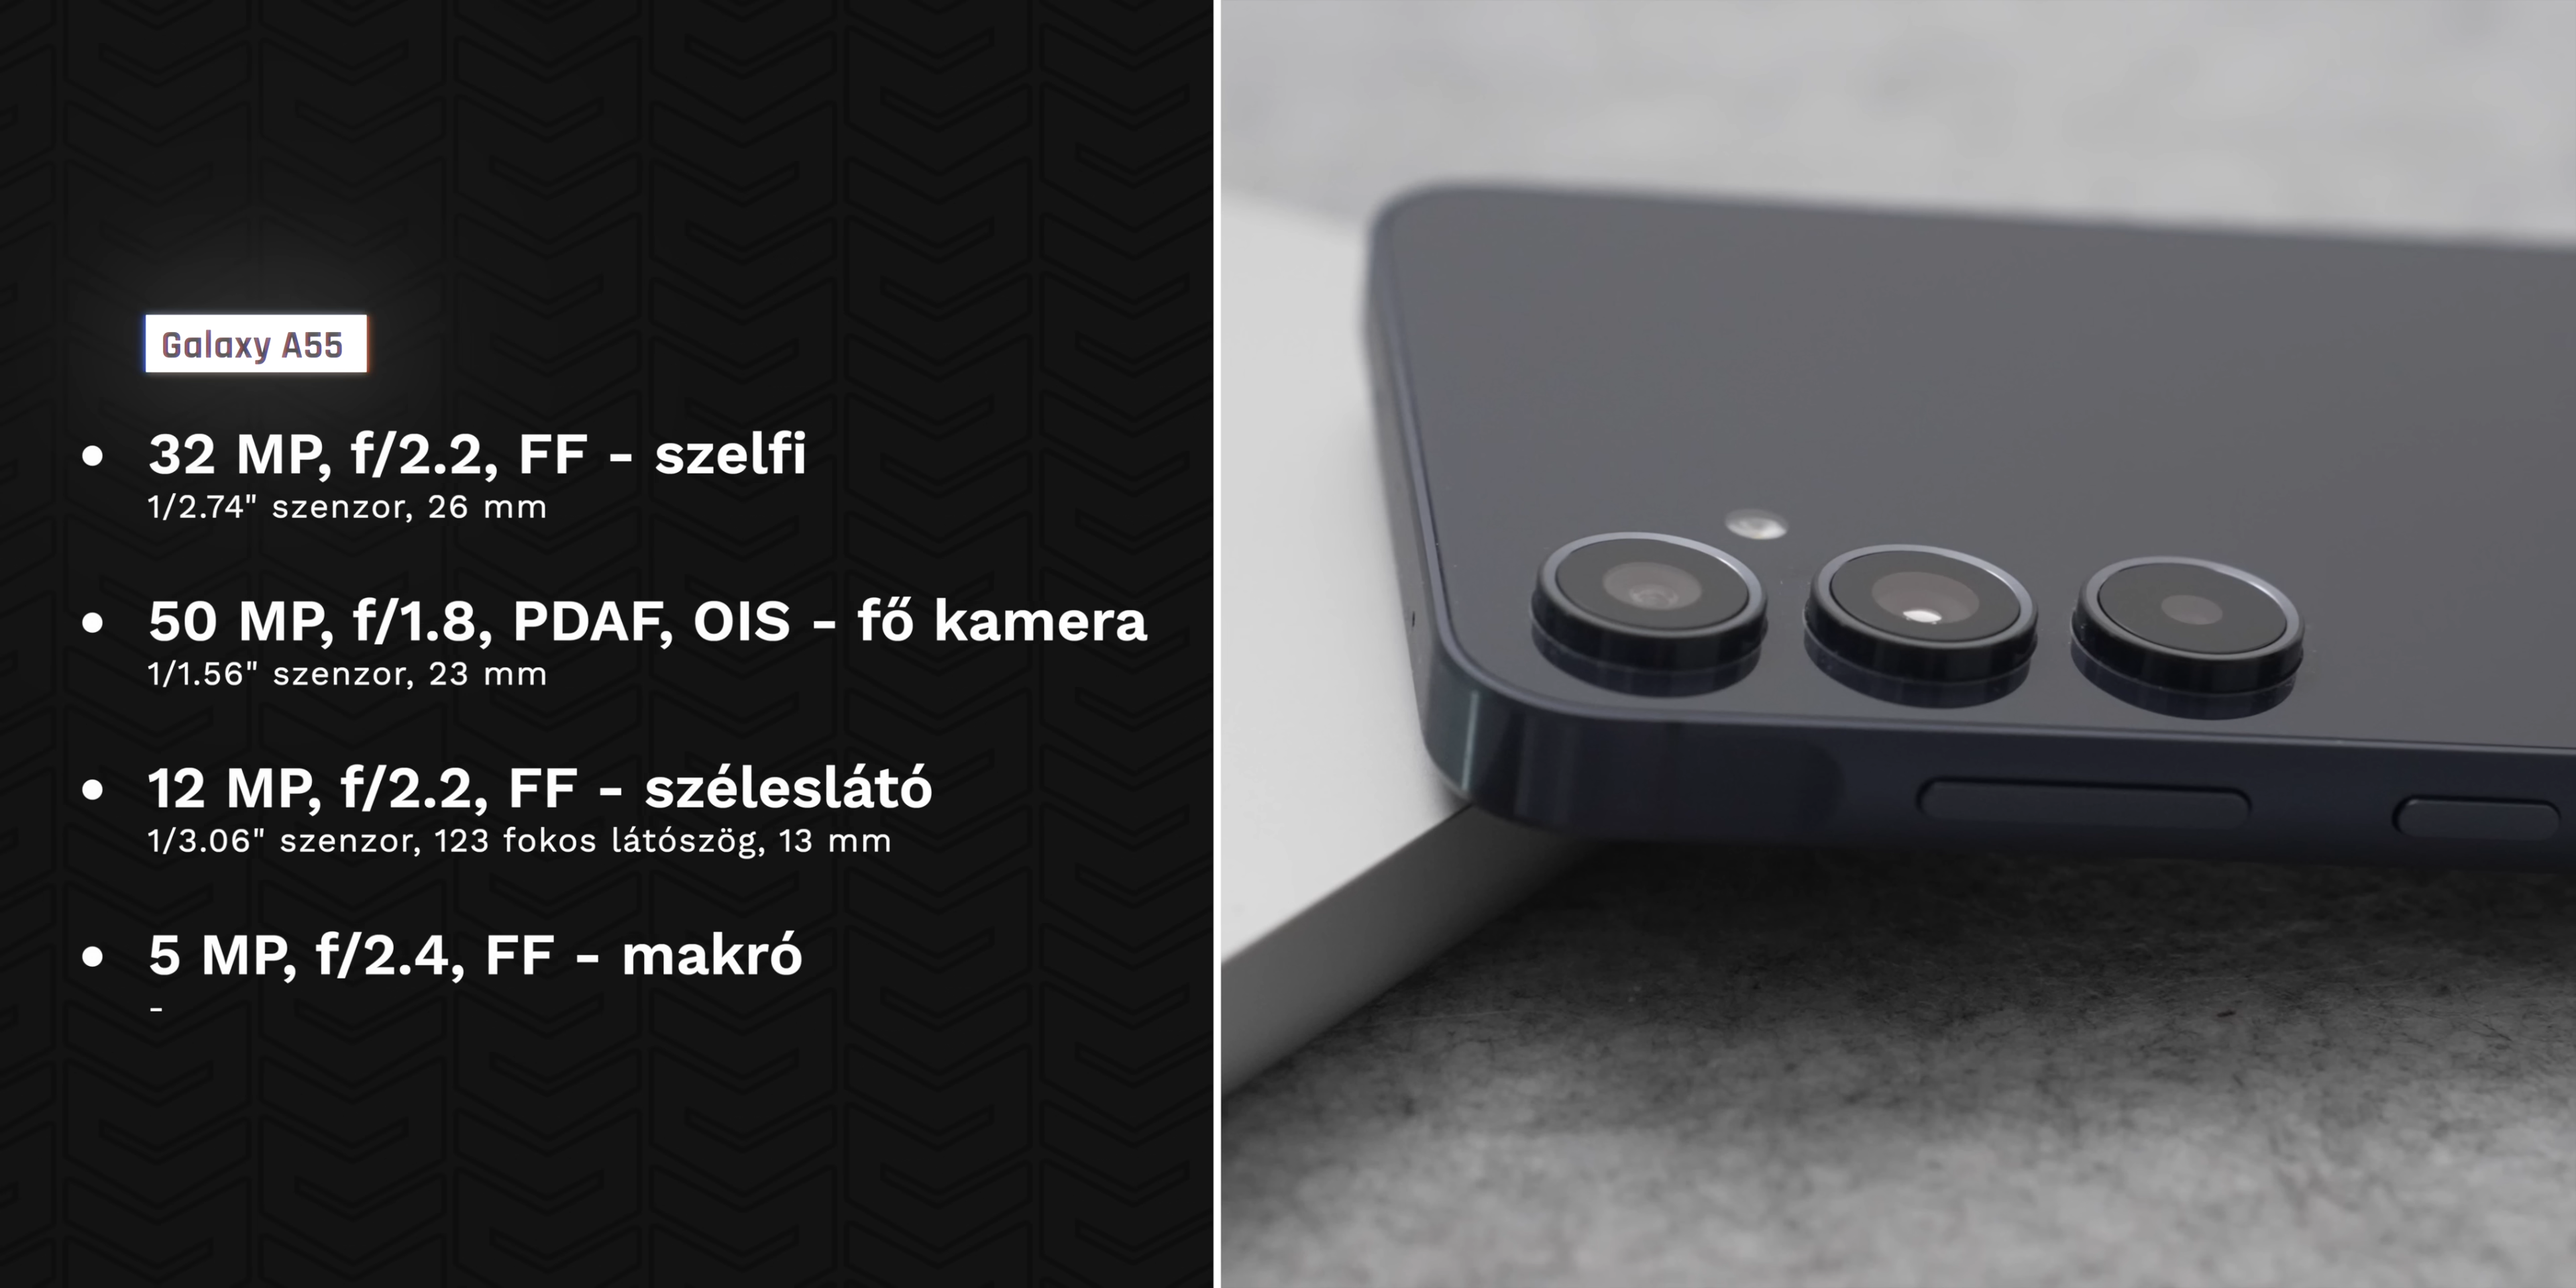 Galaxy A55
32 MP, f/2.2, FF - szelfi
1/2.74" szenzor, 26 mm
50 MP, f/1.8, PDAF, OIS - fő kamera
1/1.56" szenzor, 23 mm
12 MP, f/2.2, FF - széleslátó
1/3.06" szenzor, 123 fokos látószög, 13 mm
5 MP, f/2.4, FF - makró
-